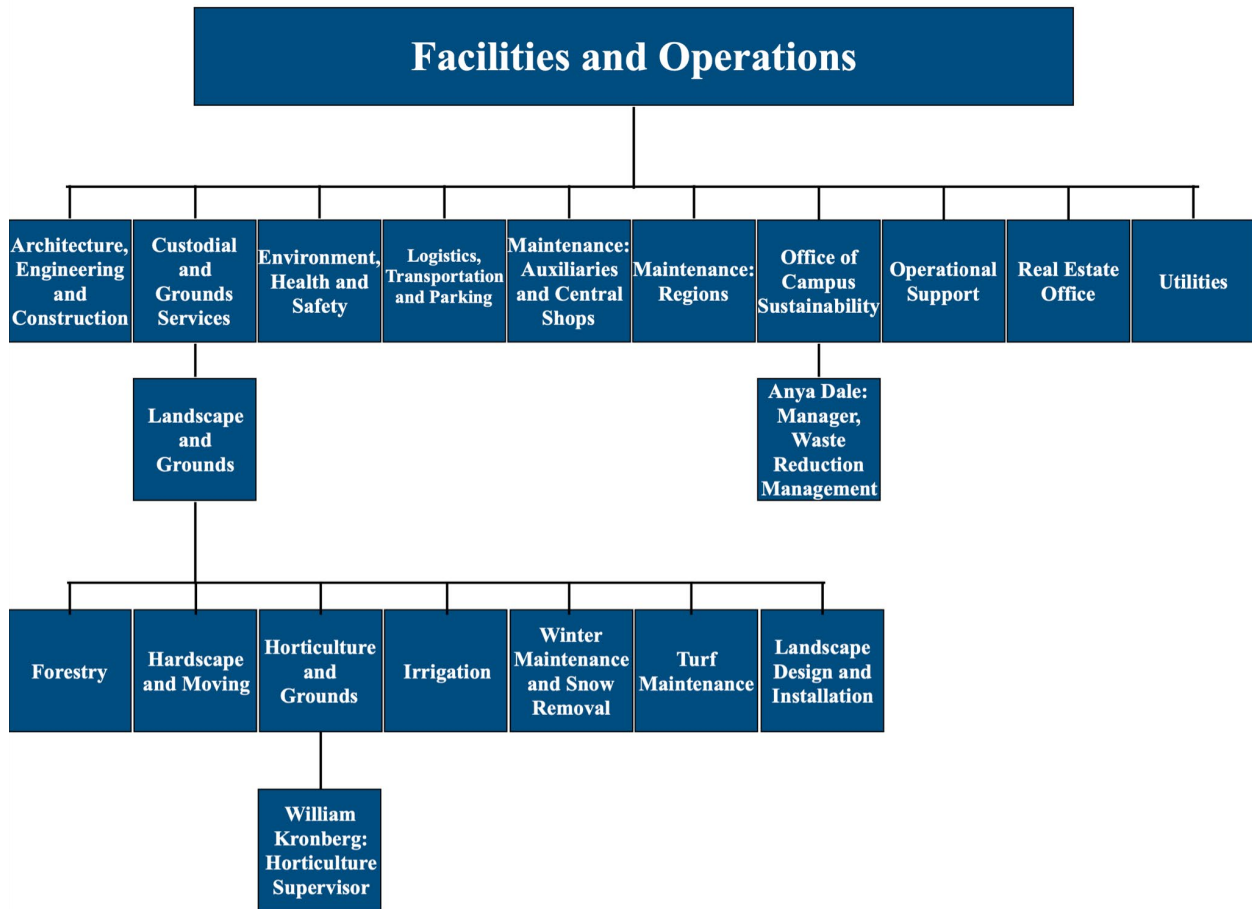 Facilities and Operations
Architecture,
Engineering
and
Construction
Custodial
and
Grounds
Services
Environment,
Health and
Safety
Logistics,
Transportation
and Parking
Maintenance:
Auxiliaries
and Central
Shops
Maintenance:
Regions
Office of
Campus
Sustainability
Operational
Support
Real Estate
Office
Utilities
Landscape
and
Grounds
Anya Dale:
Manager,
Waste
Reduction
Management
Forestry
Hardscape
and Moving
Horticulture
and
Grounds
Irrigation
Winter
Maintenance
and Snow
Removal
Turf
Maintenance
Landscape
Design and
Installation
William
Kronberg:
Horticulture
Supervisor